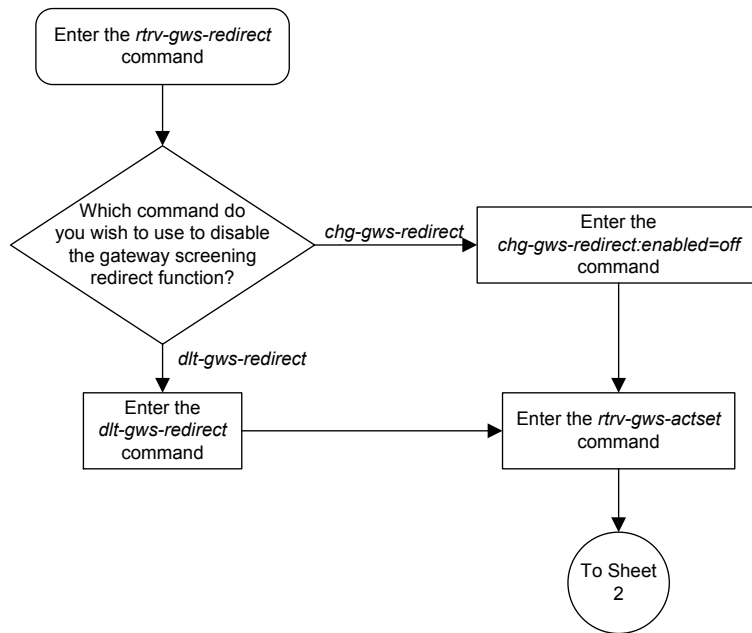 Enter the rtrv-gws-redirect
command
Which command do
you wish to use to disable
the gateway screening
redirect function?
chg-gws-redirect
Enter the
chg-gws-redirect:enabled=off
command
dlt-gws-redirect
Enter the
dlt-gws-redirect
command
Enter the rtrv-gws-actset
command
To Sheet
2